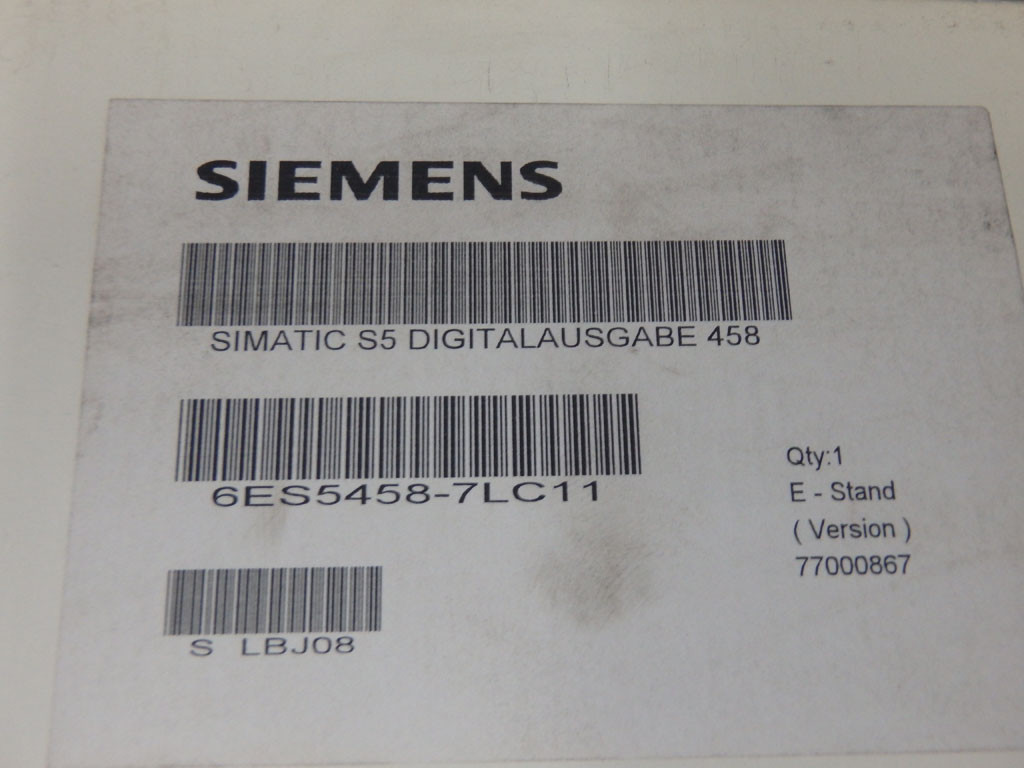 SIEMENS
SIMATIC S5 DIGITALAUSGABE 458
6ES5458-7LC11
Qty:1
E - Stand
( Version )
77000867
S LBJ08